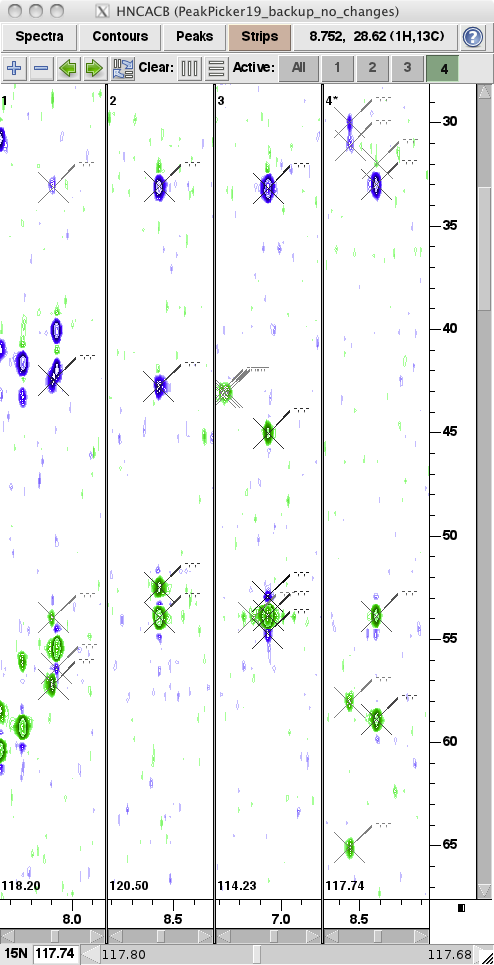 HNCACB (PeakPicker19_backup_no_changes)
Spectra Contours Peaks Strips 8.752, 28.62 (1H,13C) ?
Clear: Active: All 1 2 3 4
1 2 3 4*
30
35
40
45
50
55
60
65
118.20 120.50 114.23 117.74
8.0 8.5 7.0 8.5
15N 117.74 117.80 117.68